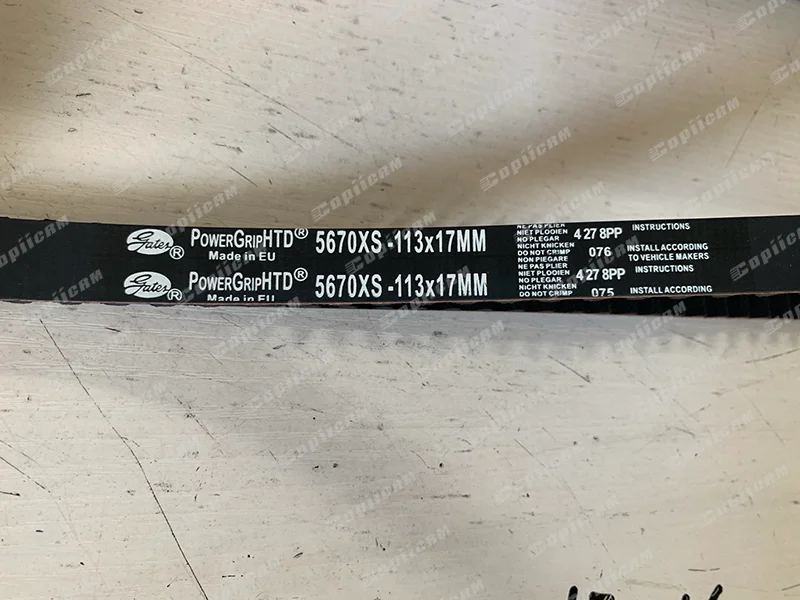 Gates® PowerGripHTD® 5670XS -113x17MM
Made in EU
NE PAS PLIER
NIET PLOOIEN
NO PLEGAR
NICHT KNICKEN
DO NOT CRIMP
NON PIEGARE
4 27 8PP
076
INSTRUCTIONS
INSTALL ACCORDING
TO VEHICLE MAKERS
Gates® PowerGripHTD® 5670XS -113x17MM
Made in EU
NE PAS PLIER
NIET PLOOIEN
NO PLEGAR
NICHT KNICKEN
DO NOT CRIMP
4 27 8PP
075
INSTRUCTIONS
INSTALL ACCORDING
Copiicam